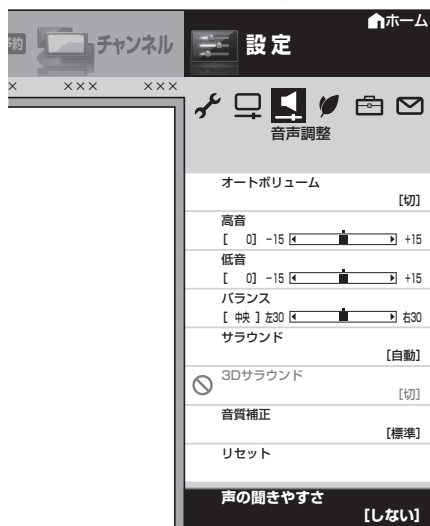 ホーム
約 チャンネル 設定
× ××× ×××
音声調整
オートボリューム
[切]
高音
[ 0] -15 +15
低音
[ 0] -15 +15
バランス
[ 中央 ] 左30 右30
サラウンド
[自動]
3Dサラウンド
[切]
音質補正
[標準]
リセット
声の聞きやすさ
[しない]